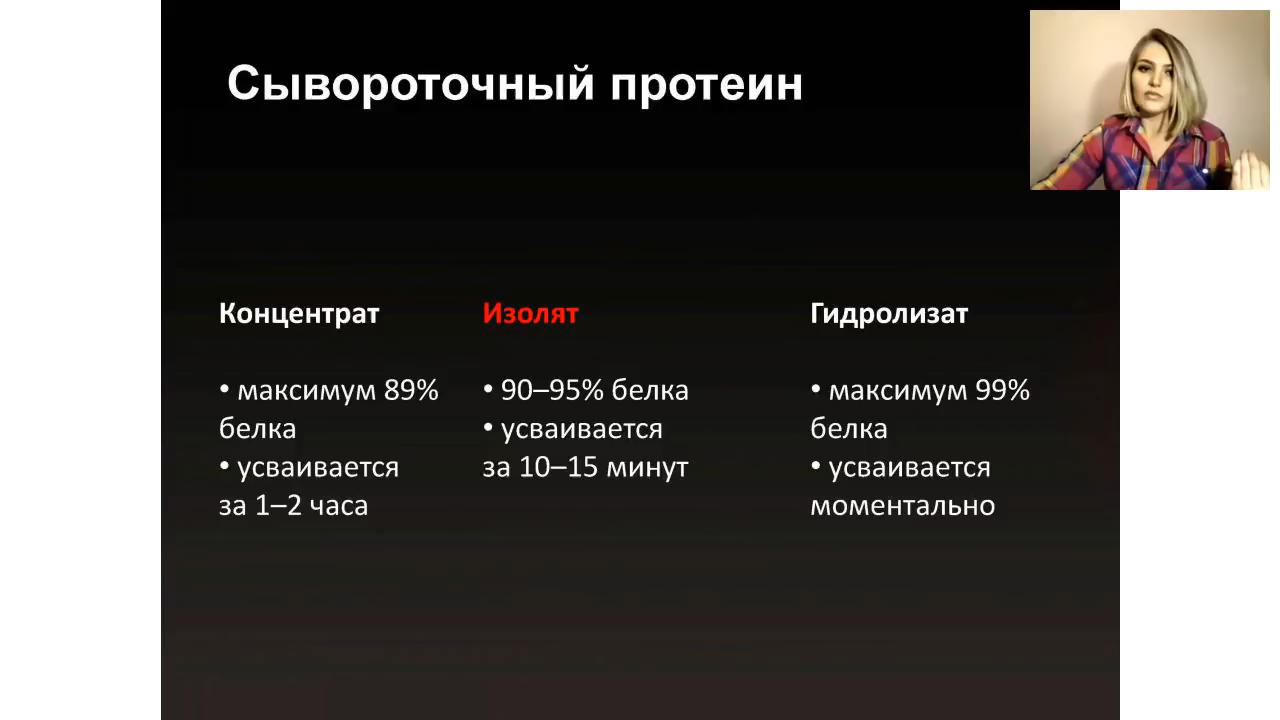 Сывороточный протеин
Концентрат
• максимум 89%
белка
• усваивается
за 1–2 часа
Изолят
• 90–95% белка
• усваивается
за 10–15 минут
Гидролизат
• максимум 99%
белка
• усваивается
моментально